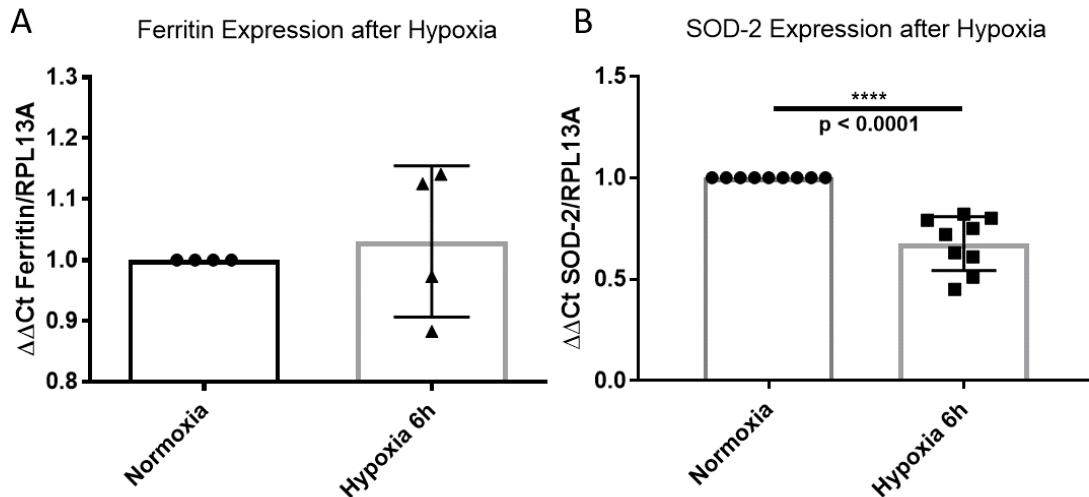 A
Ferritin Expression after Hypoxia
ΔΔCt Ferritin/RPL13A
1.3
1.2
1.1
1.0
0.9
0.8
Normoxia
Hypoxia 6h
B
SOD-2 Expression after Hypoxia
ΔΔCt SOD-2/RPL13A
1.5
1.0
0.5
0.0
****
p < 0.0001
Normoxia
Hypoxia 6h